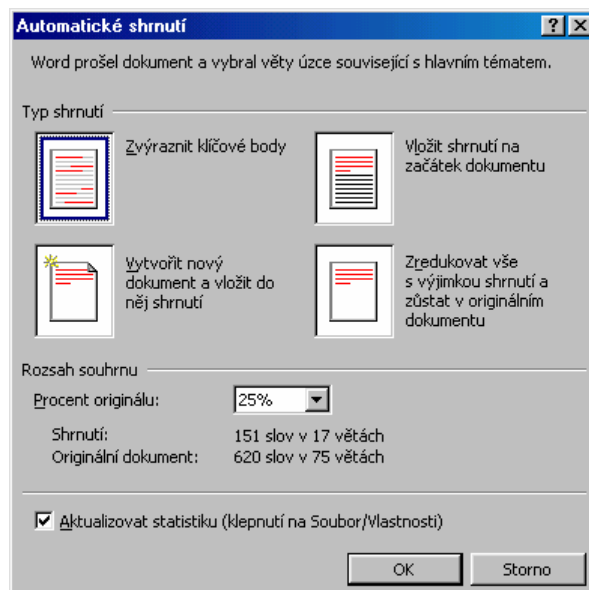 Automatické shrnutí
Word prošel dokument a vybral věty úzce související s hlavním tématem.
Typ shrnutí
Zvýraznit klíčové body
Vložit shrnutí na
začátek dokumentu
Vytvořit nový
dokument a vložit do
něj shrnutí
Zredukovat vše
s výjimkou shrnutí a
zůstat v originálním
dokumentu
Rozsah souhrnu
Procent originálu:
25%
Shrnutí: 151 slov v 17 větách
Originální dokument: 620 slov v 75 větách
Aktualizovat statistiku (klepnutí na Soubor/Vlastnosti)
OK
Storno